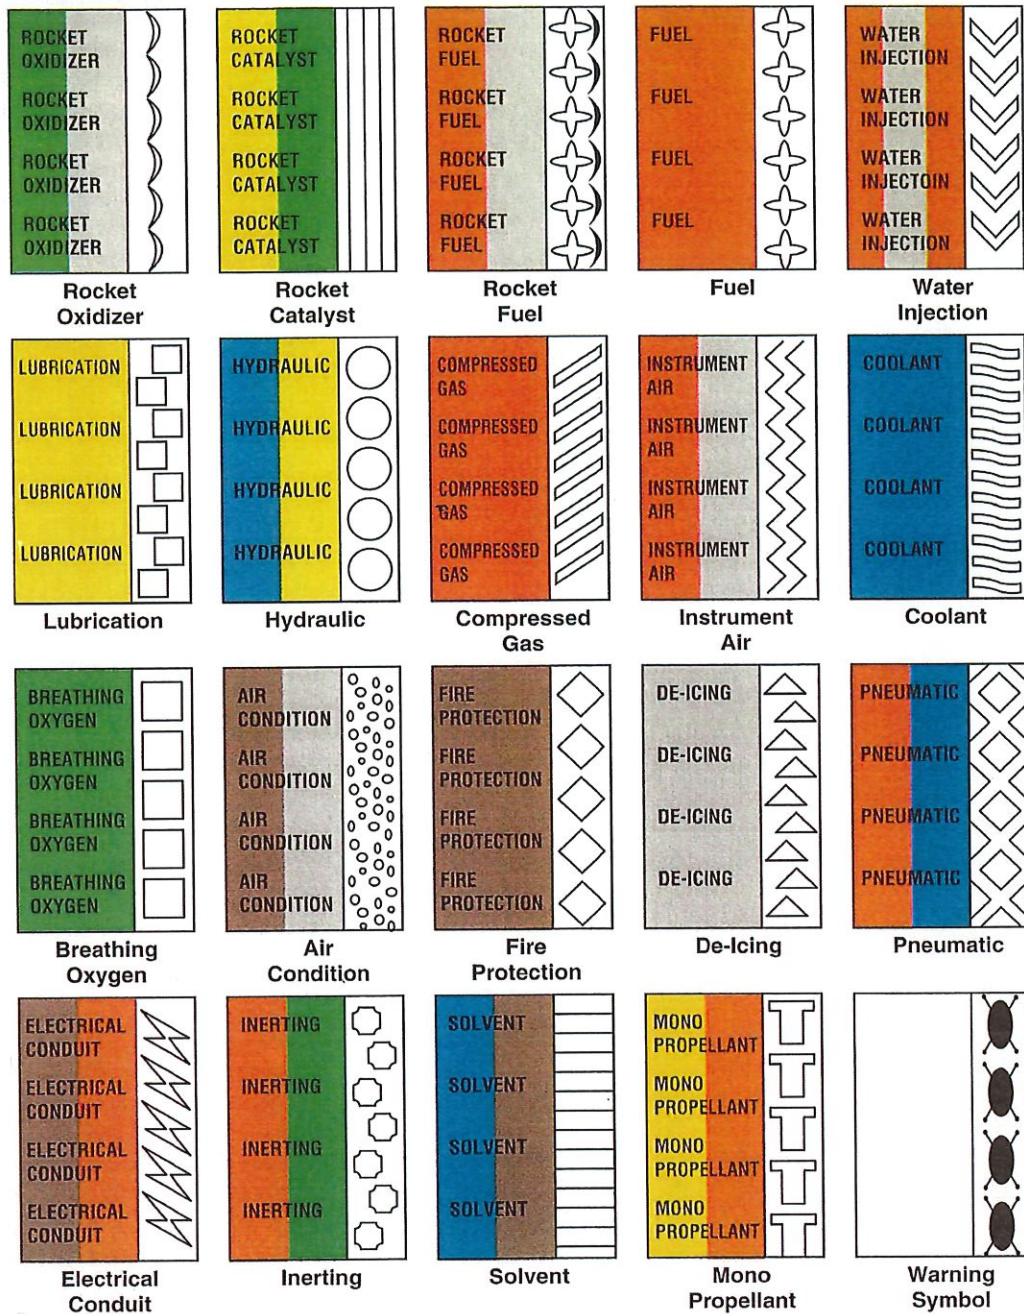 ROCKET
OXIDIZER
ROCKET
OXIDIZER
ROCKET
OXIDIZER
ROCKET
OXIDIZER
Rocket
Oxidizer
ROCKET
CATALYST
ROCKET
CATALYST
ROCKET
CATALYST
ROCKET
CATALYST
Rocket
Catalyst
ROCKET
FUEL
ROCKET
FUEL
ROCKET
FUEL
ROCKET
FUEL
Rocket
Fuel
FUEL
FUEL
FUEL
FUEL
Fuel
WATER
INJECTION
WATER
INJECTION
WATER
INJECTOIN
WATER
INJECTION
Water
Injection
LUBRICATION
LUBRICATION
LUBRICATION
LUBRICATION
Lubrication
HYDRAULIC
HYDRAULIC
HYDRAULIC
HYDRAULIC
Hydraulic
COMPRESSED
GAS
COMPRESSED
GAS
COMPRESSED
GAS
COMPRESSED
GAS
Compressed
Gas
INSTRUMENT
AIR
INSTRUMENT
AIR
INSTRUMENT
AIR
INSTRUMENT
AIR
Instrument
Air
COOLANT
COOLANT
COOLANT
COOLANT
Coolant
BREATHING
OXYGEN
BREATHING
OXYGEN
BREATHING
OXYGEN
BREATHING
OXYGEN
Breathing
Oxygen
AIR
CONDITION
AIR
CONDITION
AIR
CONDITION
AIR
CONDITION
Air
Condition
FIRE
PROTECTION
FIRE
PROTECTION
FIRE
PROTECTION
FIRE
PROTECTION
Fire
Protection
DE-ICING
DE-ICING
DE-ICING
DE-ICING
De-Icing
PNEUMATIC
PNEUMATIC
PNEUMATIC
PNEUMATIC
Pneumatic
ELECTRICAL
CONDUIT
ELECTRICAL
CONDUIT
ELECTRICAL
CONDUIT
ELECTRICAL
CONDUIT
Electrical
Conduit
INERTING
INERTING
INERTING
INERTING
Inerting
SOLVENT
SOLVENT
SOLVENT
SOLVENT
Solvent
MONO
PROPELLANT
MONO
PROPELLANT
MONO
PROPELLANT
MONO
PROPELLANT
Mono
Propellant
Warning
Symbol